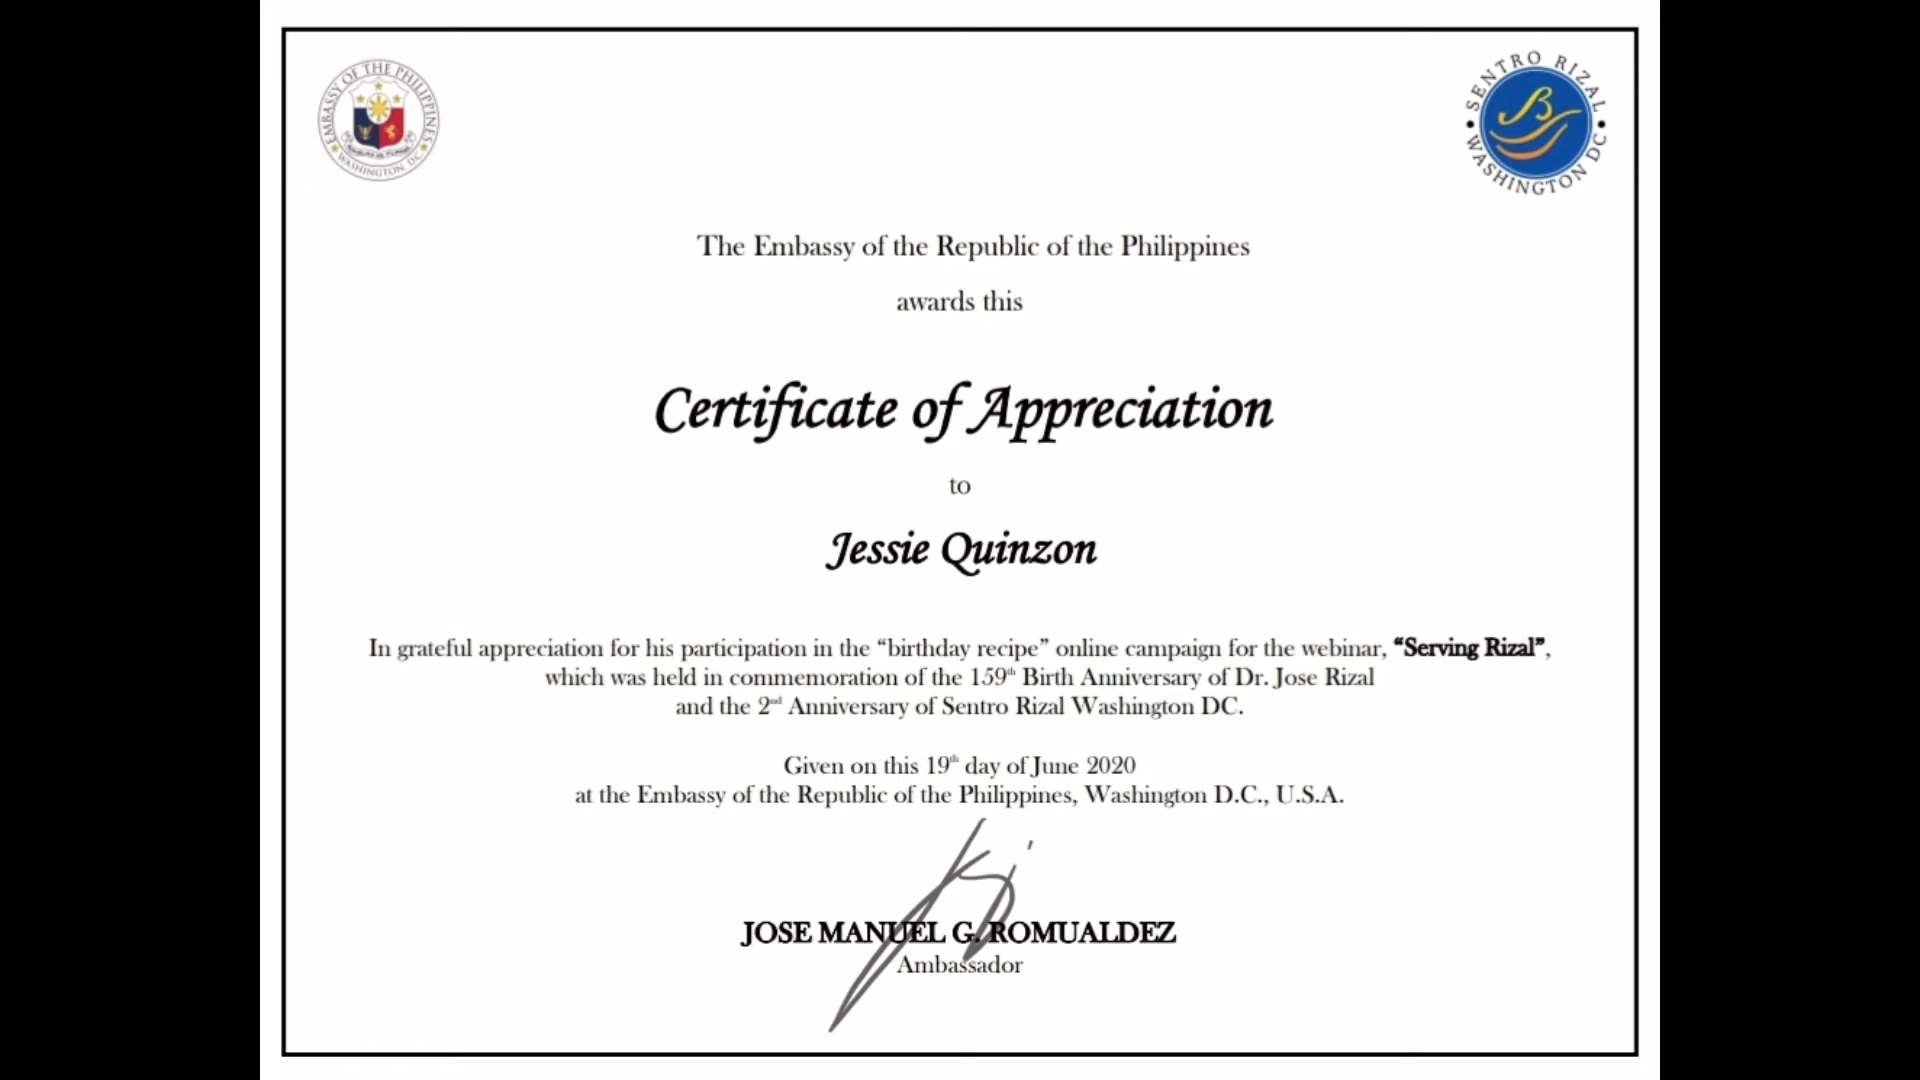 EMBASSY OF THE PHILIPPINES
WASHINGTON, D.C.
SENTRO RIZAL
WASHINGTON DC
The Embassy of the Republic of the Philippines
awards this
Certificate of Appreciation
to
Jessie Quinzon
In grateful appreciation for his participation in the “birthday recipe” online campaign for the webinar, “Serving Rizal”,
which was held in commemoration of the 159th Birth Anniversary of Dr. Jose Rizal
and the 2nd Anniversary of Sentro Rizal Washington DC.
Given on this 19th day of June 2020
at the Embassy of the Republic of the Philippines, Washington D.C., U.S.A.
JOSE MANUEL G. ROMUALDEZ
Ambassador